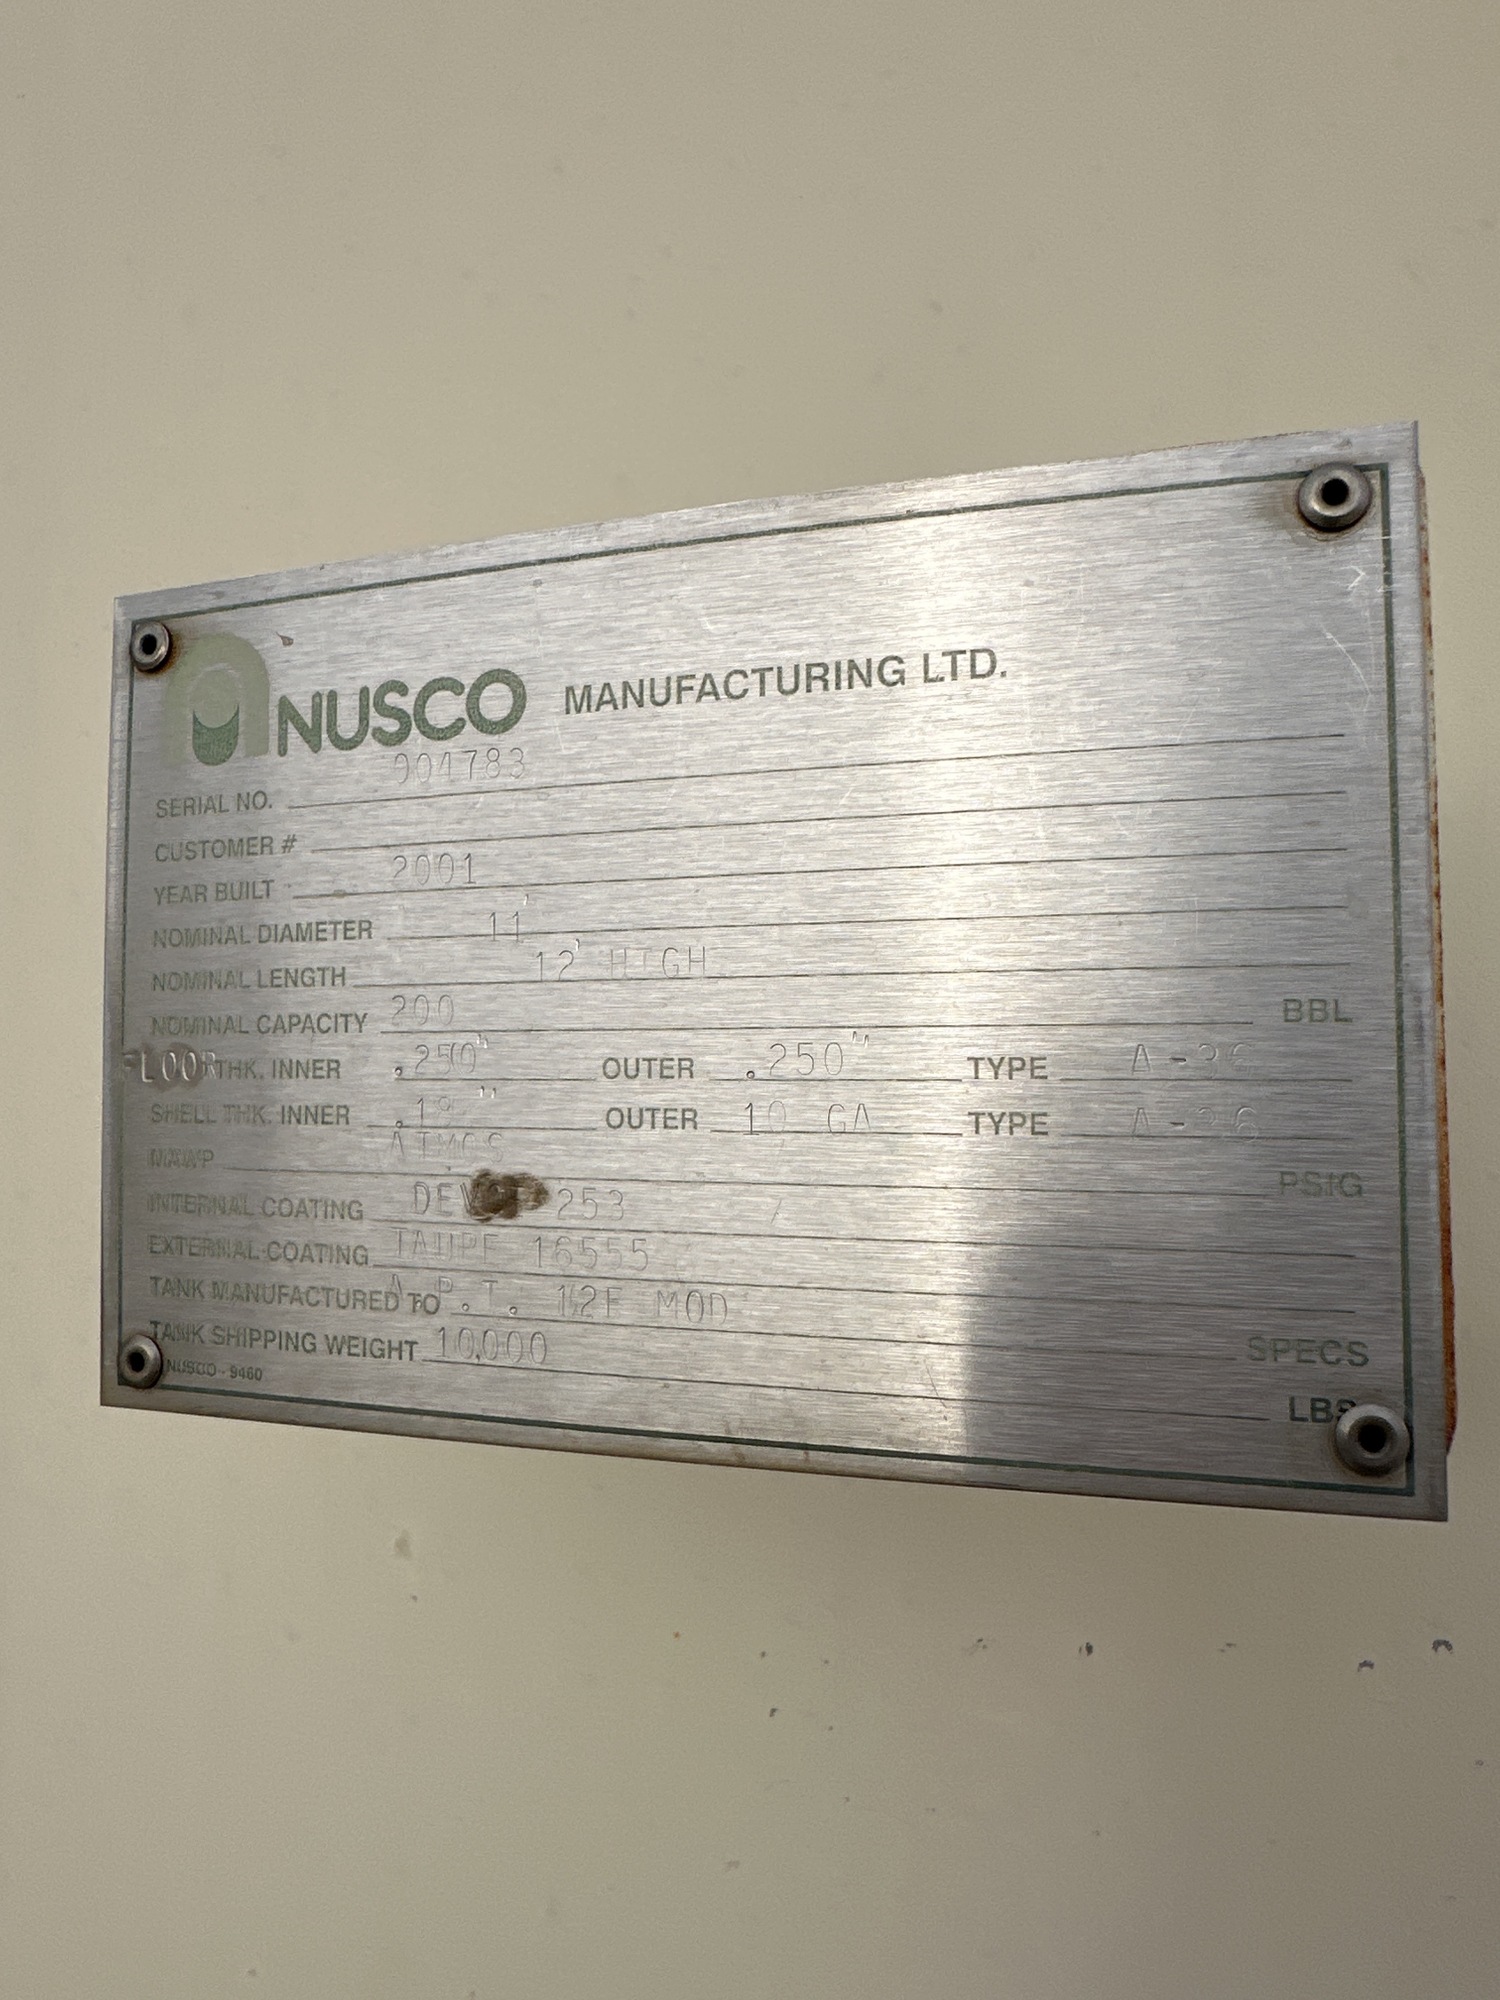 NUSCO MANUFACTURING LTD.
SERIAL NO. 904783
CUSTOMER #
YEAR BUILT 2001
NOMINAL DIAMETER 11'
NOMINAL LENGTH 12' HIGH
NOMINAL CAPACITY 200 BBL
FLOOR THK. INNER .250" OUTER .250" TYPE A-36
SHELL THK. INNER OUTER 10 GA TYPE A-36
ATMOS PSIG
INTERNAL COATING 253
EXTERNAL COATING TAUPE 16555
TANK MANUFACTURED TO A.P.I. 12F MOD SPECS
TANK SHIPPING WEIGHT 10,000 LBS
NUSCO - 9460